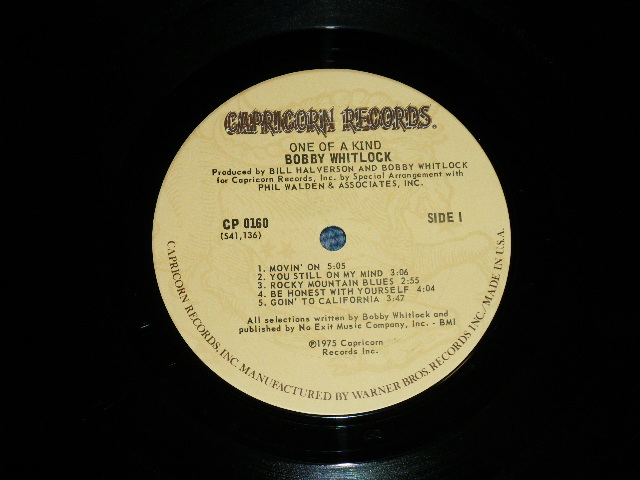 CAPRICORN RECORDS.
ONE OF A KIND
BOBBY WHITLOCK
Produced by BILL HALVERSON AND BOBBY WHITLOCK
for Capricorn Records, Inc. by Special Arrangement with
PHIL WALDEN & ASSOCIATES, INC.
CP 0160
(S41,136)
SIDE I
1. MOVIN' ON 5:05
2. YOU STILL ON MY MIND 3:06
3. ROCKY MOUNTAIN BLUES 2:55
4. BE HONEST WITH YOURSELF 4:04
5. GOIN' TO CALIFORNIA 3:47
All selections written by Bobby Whitlock and
published by No Exit Music Company, Inc. - BMI
℗1975 Capricorn
Records Inc.
CAPRICORN RECORDS, INC. MANUFACTURED BY WARNER BROS. RECORDS INC./MADE IN U.S.A.